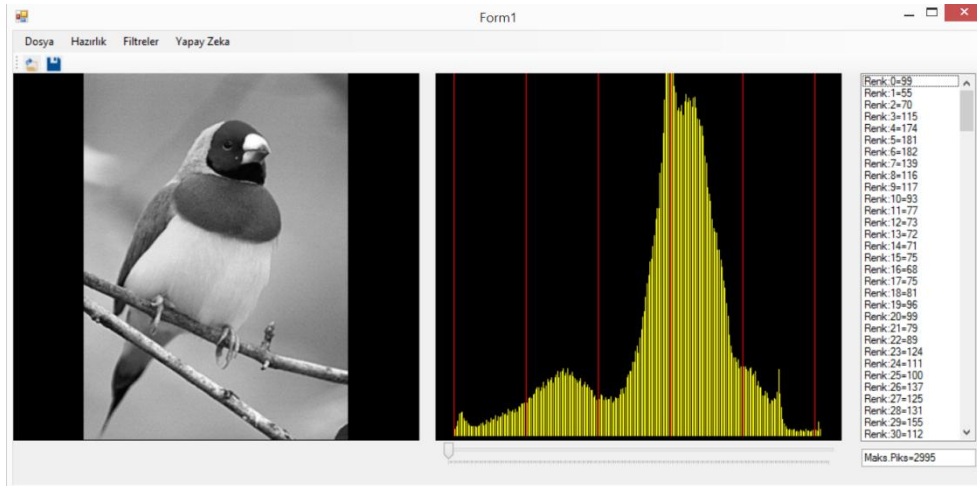 Form1
Dosya Hazırlık Filtreler Yapay Zeka
Renk:0=99
Renk:1=55
Renk:2=70
Renk:3=115
Renk:4=174
Renk:5=181
Renk:6=182
Renk:7=139
Renk:8=116
Renk:9=117
Renk:10=93
Renk:11=77
Renk:12=73
Renk:13=72
Renk:14=71
Renk:15=75
Renk:16=68
Renk:17=75
Renk:18=81
Renk:19=96
Renk:20=99
Renk:21=79
Renk:22=89
Renk:23=124
Renk:24=111
Renk:25=100
Renk:26=137
Renk:27=125
Renk:28=131
Renk:29=155
Renk:30=112
Maks.Piks=2995